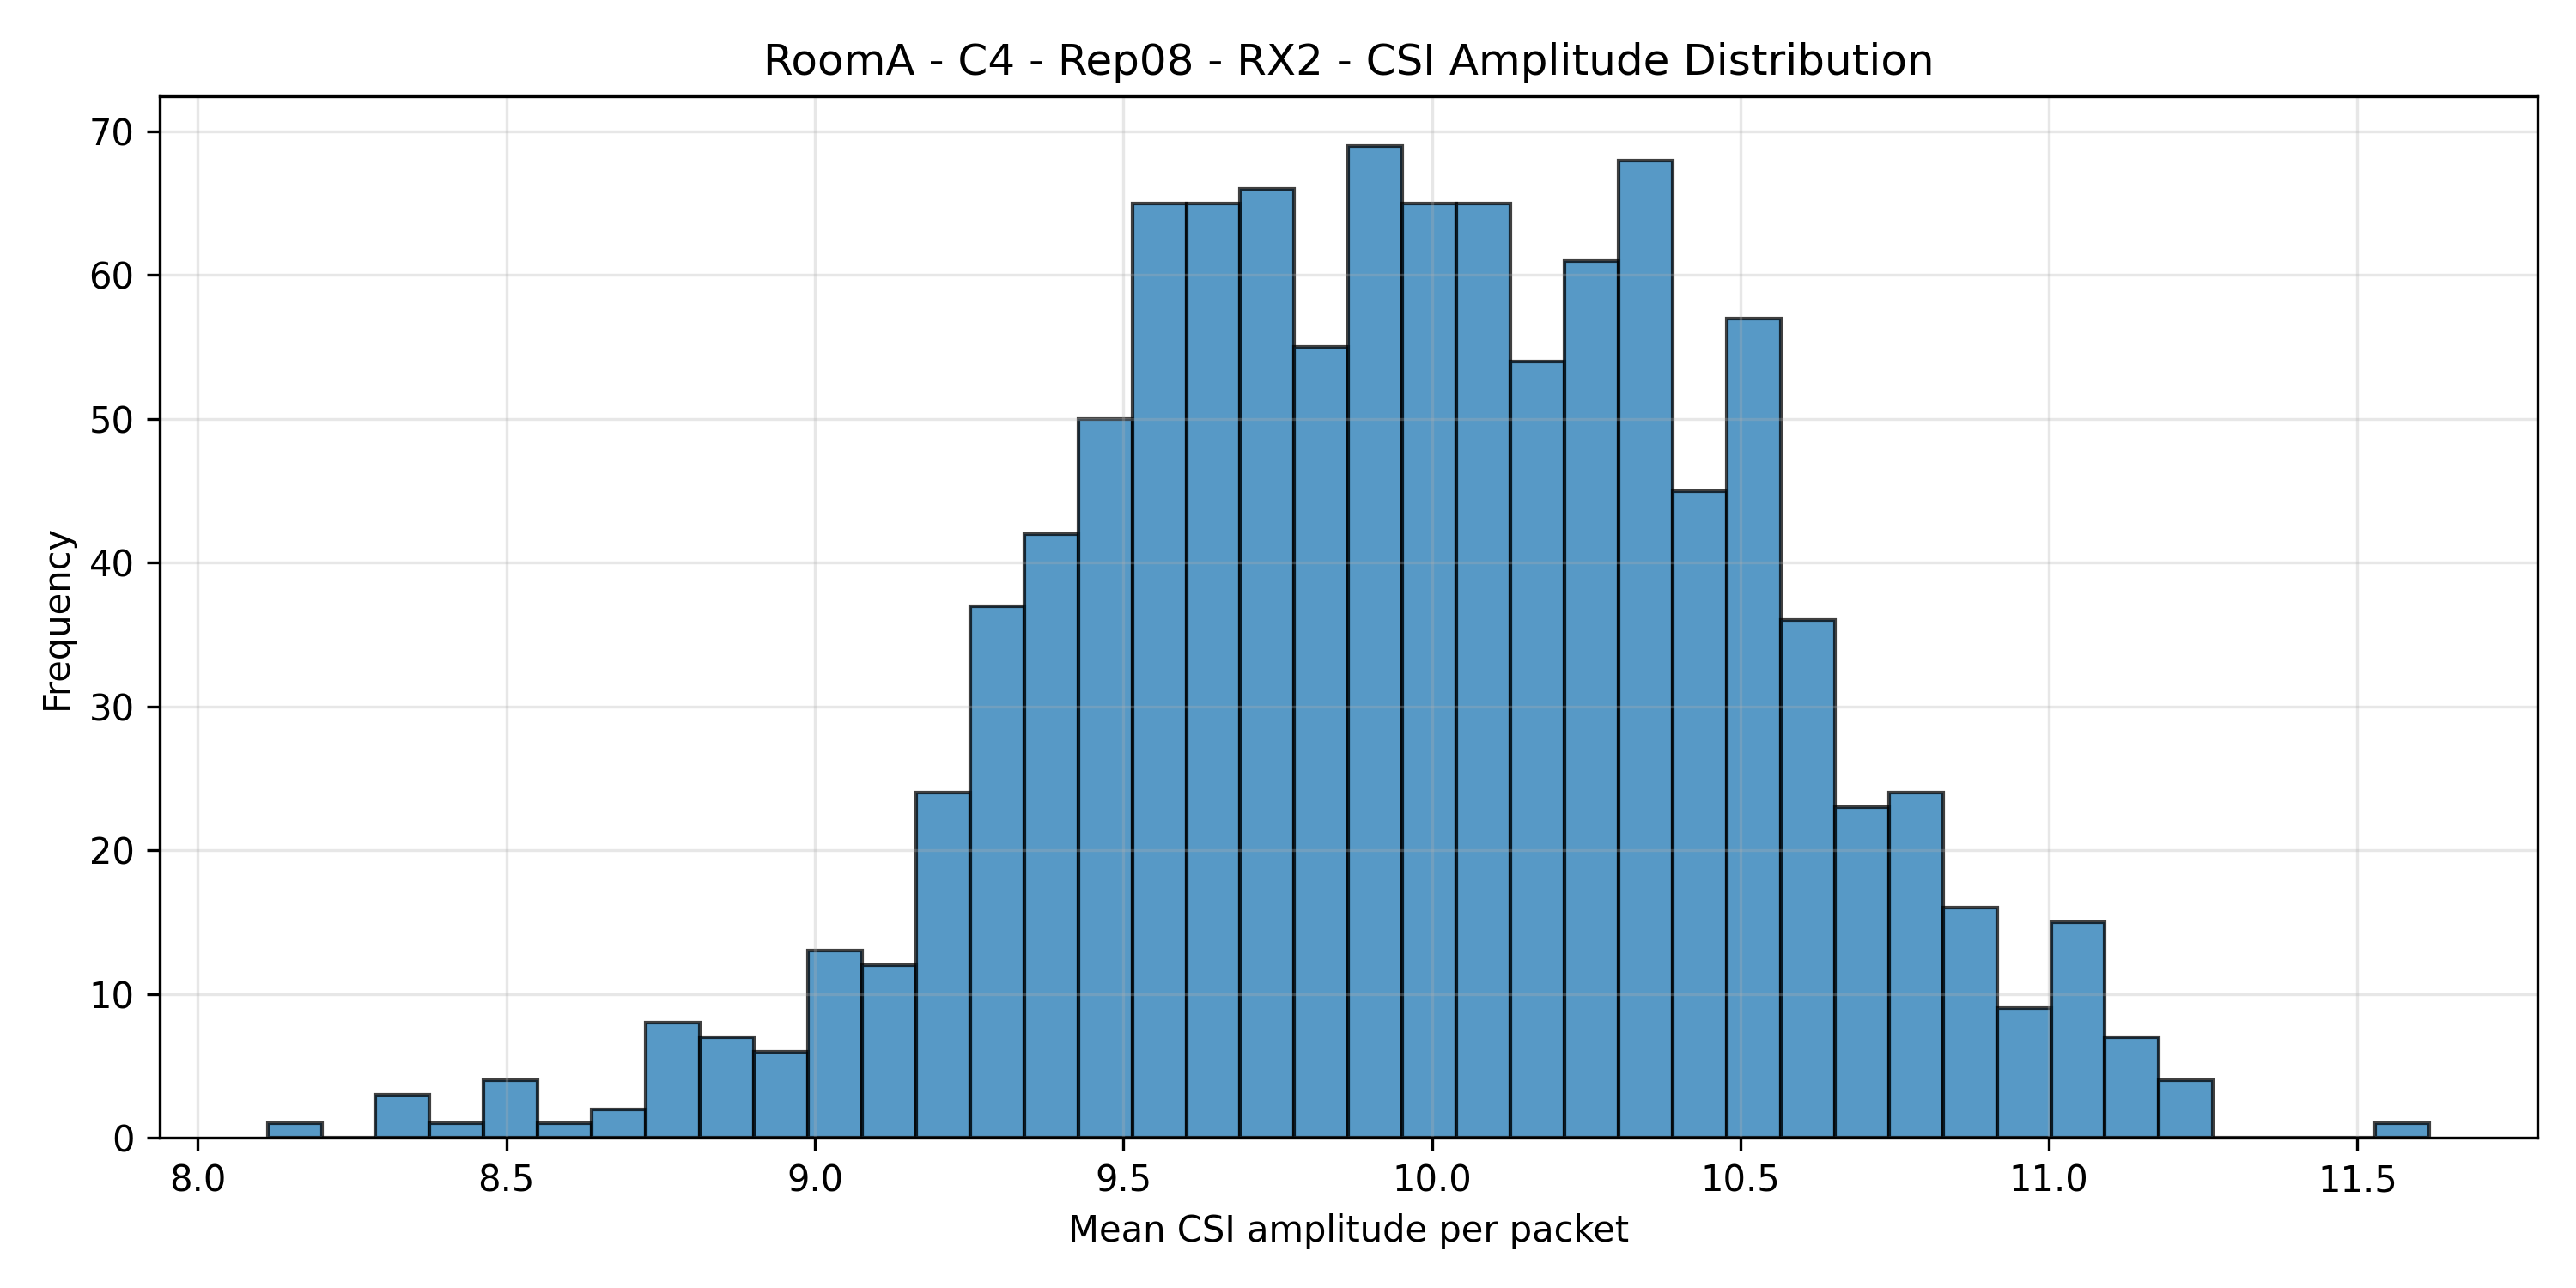 RoomA - C4 - Rep08 - RX2 - CSI Amplitude Distribution
70
60
50
40
30
20
10
0
Frequency
8.0 8.5 9.0 9.5 10.0 10.5 11.0 11.5
Mean CSI amplitude per packet